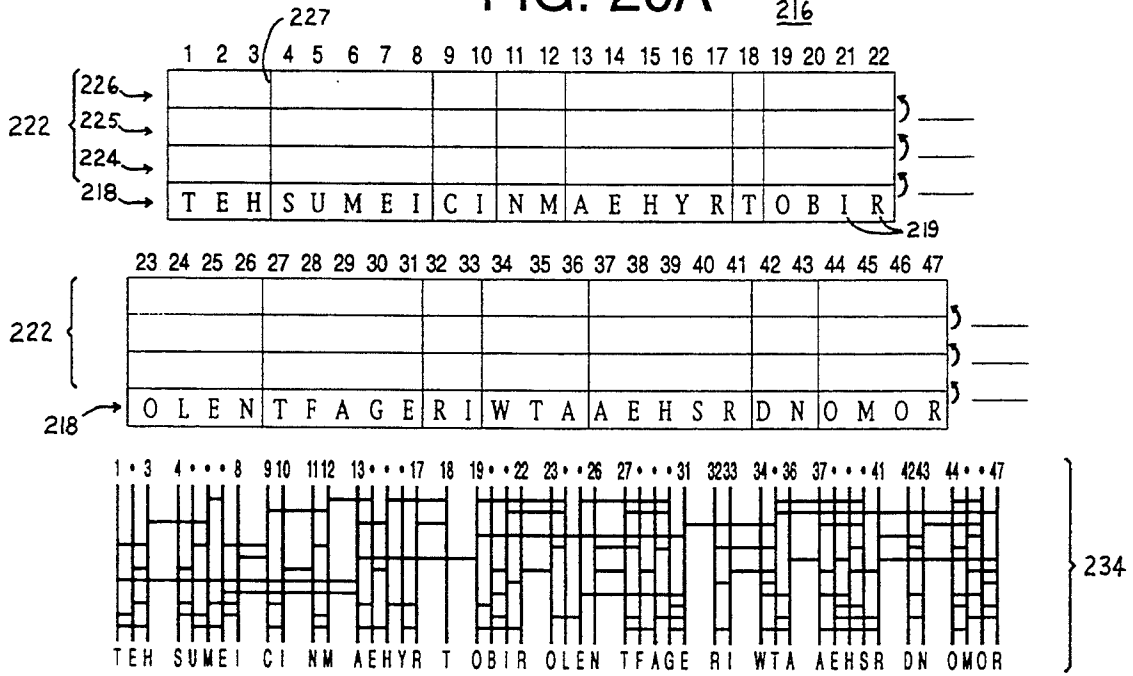 FIG. 20A 216
227
1 2 3 4 5 6 7 8 9 10 11 12 13 14 15 16 17 18 19 20 21 22
226
222 225
224
218 T E H S U M E I C I N M A E H Y R T O B I R
219
23 24 25 26 27 28 29 30 31 32 33 34 35 36 37 38 39 40 41 42 43 44 45 46 47
222
218 O L E N T F A G E R I W T A A E H S R D N O M O R
1 • 3 4 • • • 8 9 10 11 12 13 • • • 17 18 19 • • 22 23 • • 26 27 • • • 31 32 33 34 • 36 37 • • • 41 42 43 44 • • 47
234
T E H S U M E I C I N M A E H Y R T O B I R O L E N T F A G E R I W T A A E H S R D N O M O R